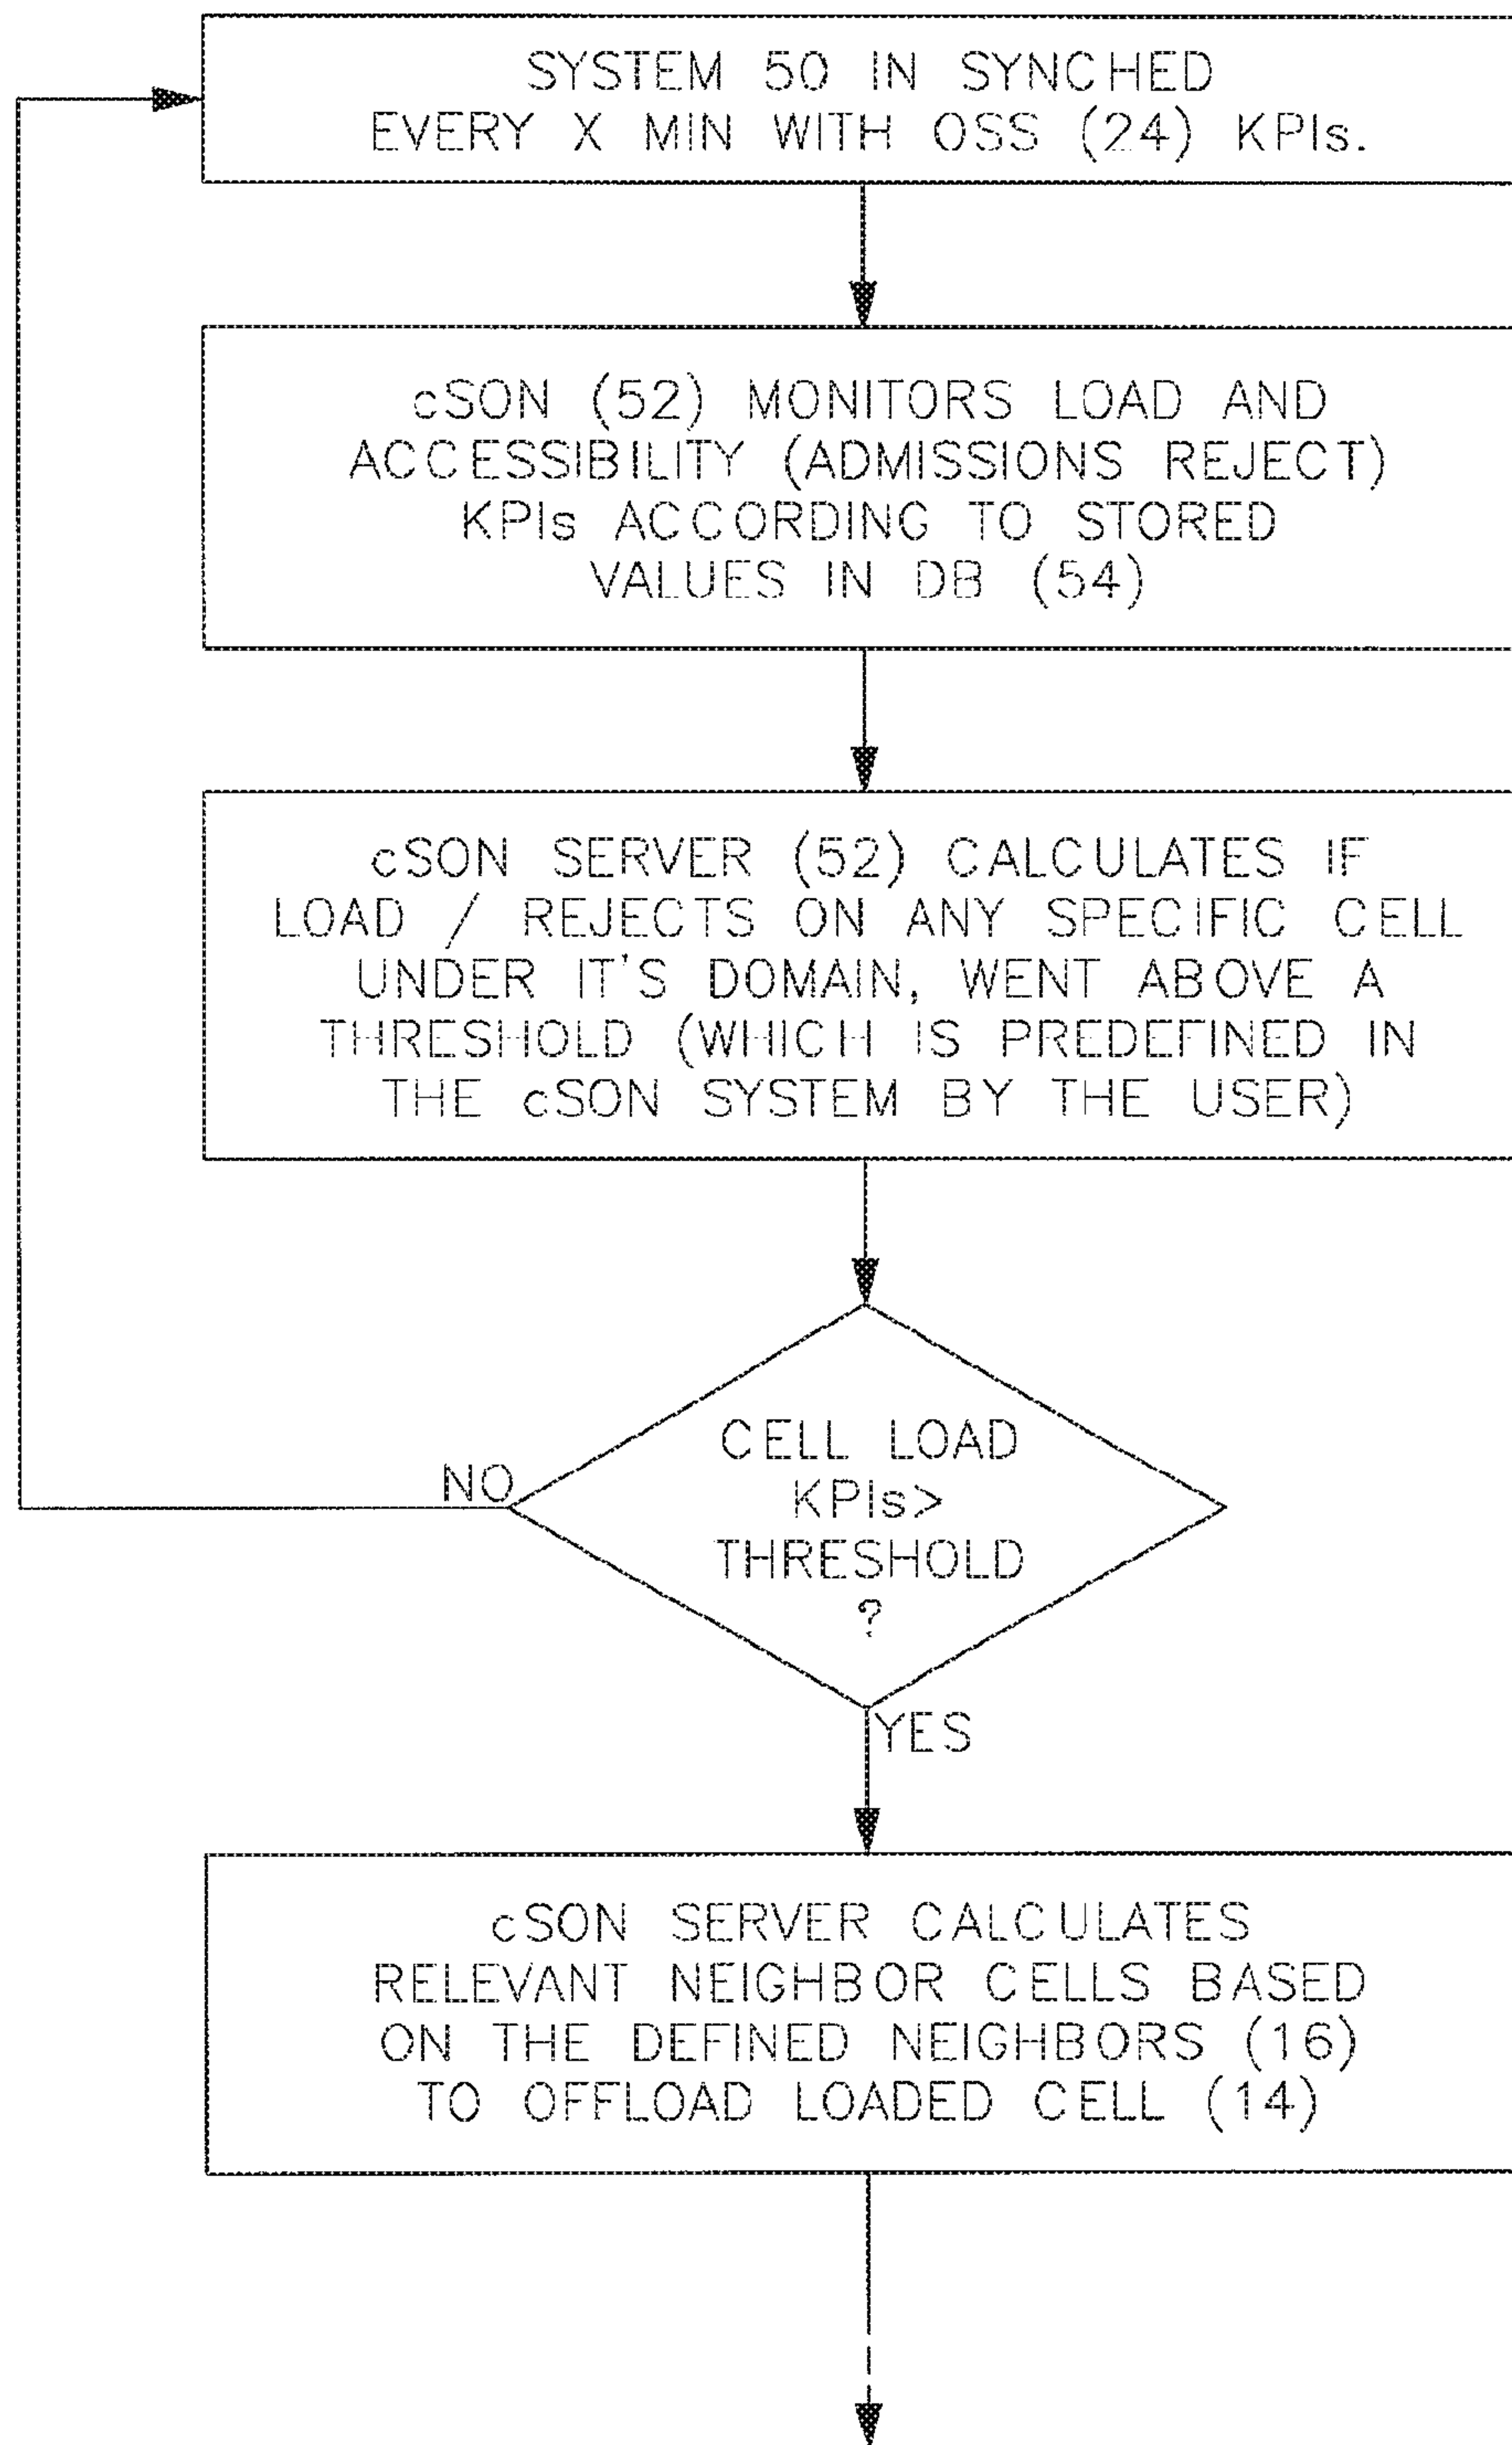 SYSTEM 50 IN SYNCHED
EVERY X MIN WITH OSS (24) KPIs.
cSON (52) MONITORS LOAD AND
ACCESSIBILITY (ADMISSIONS REJECT)
KPIs ACCORDING TO STORED
VALUES IN DB (54)
cSON SERVER (52) CALCULATES IF
LOAD / REJECTS ON ANY SPECIFIC CELL
UNDER IT'S DOMAIN, WENT ABOVE A
THRESHOLD (WHICH IS PREDEFINED IN
THE cSON SYSTEM BY THE USER)
CELL LOAD
KPIs>
THRESHOLD
?
NO
YES
cSON SERVER CALCULATES
RELEVANT NEIGHBOR CELLS BASED
ON THE DEFINED NEIGHBORS (16)
TO OFFLOAD LOADED CELL (14)